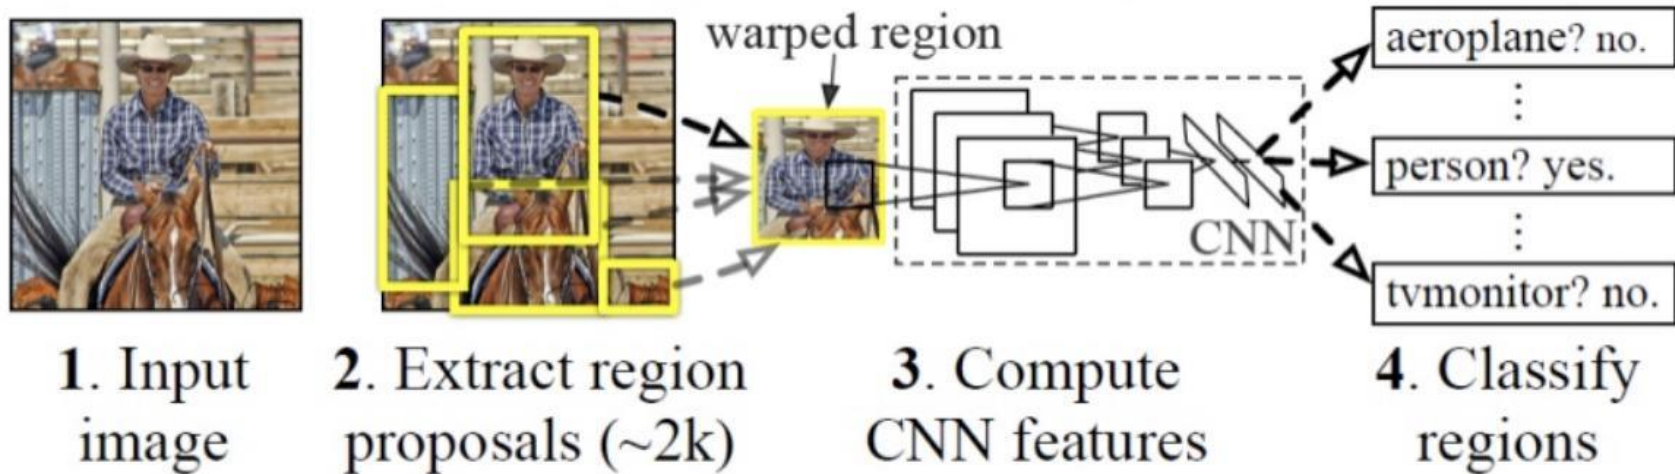 warped region
aeroplane? no.
person? yes.
CNN
tvmonitor? no.
1. Input
image
2. Extract region
proposals (~2k)
3. Compute
CNN features
4. Classify
regions